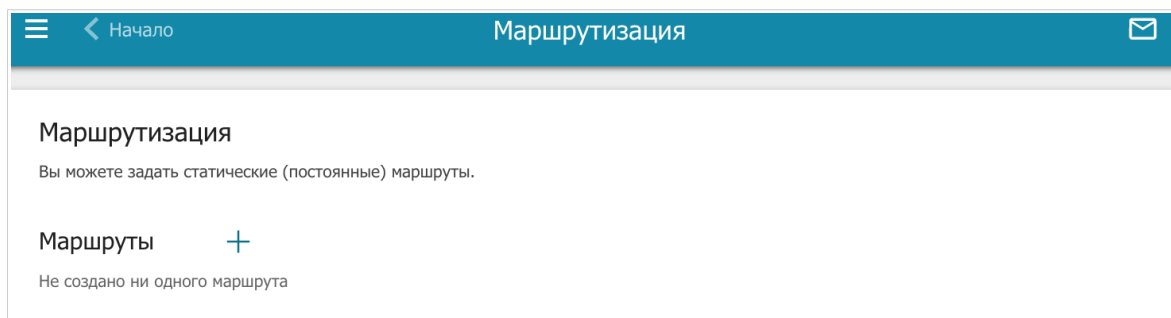 Начало
Маршрутизация
Маршрутизация
Вы можете задать статические (постоянные) маршруты.
Маршруты
Не создано ни одного маршрута